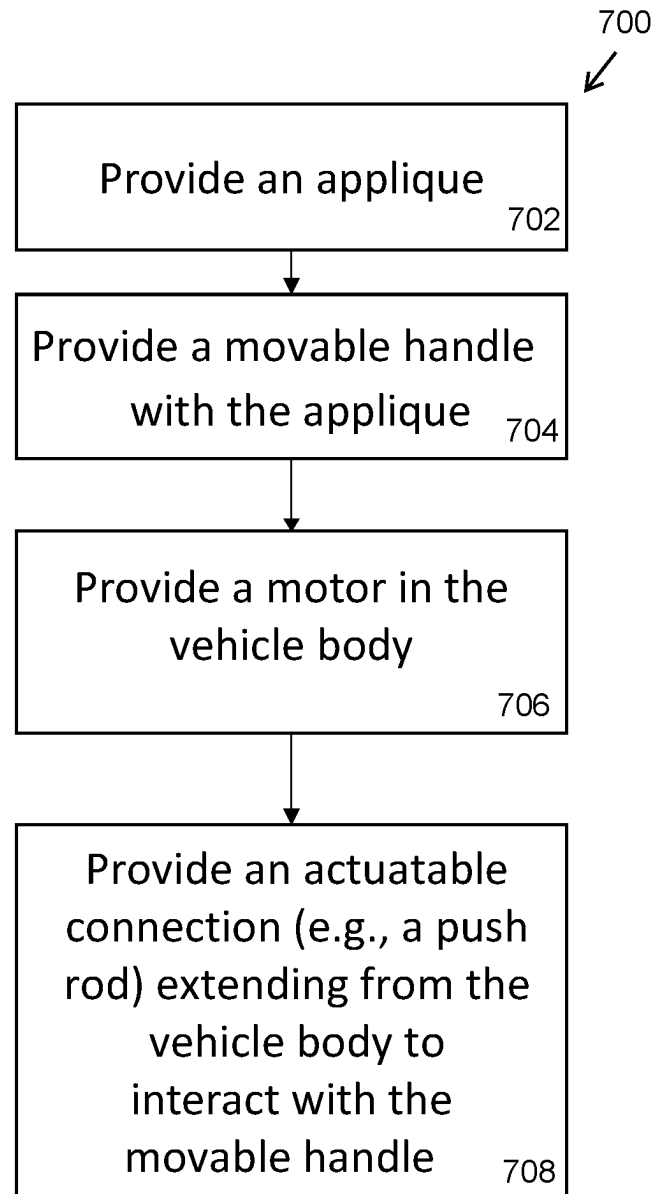 700
Provide an applique
702
Provide a movable handle
with the applique
704
Provide a motor in the
vehicle body
706
Provide an actuatable
connection (e.g., a push
rod) extending from the
vehicle body to
interact with the
movable handle
708